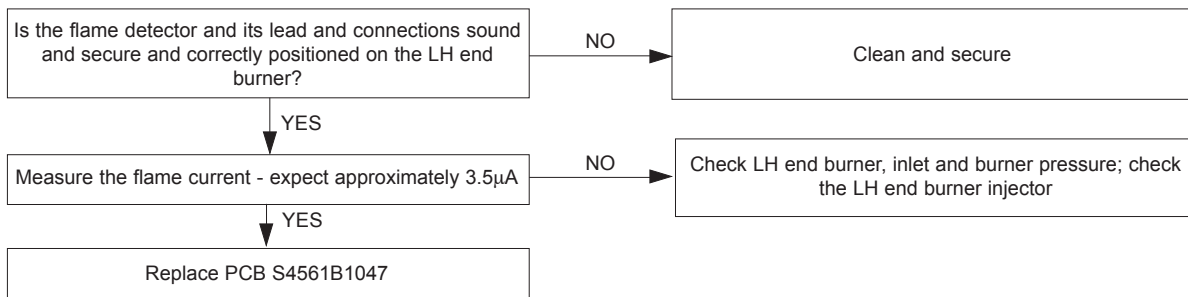 Is the flame detector and its lead and connections sound
and secure and correctly positioned on the LH end
burner?
NO
Clean and secure
YES
Measure the flame current - expect approximately 3.5µA
NO
Check LH end burner, inlet and burner pressure; check
the LH end burner injector
YES
Replace PCB S4561B1047